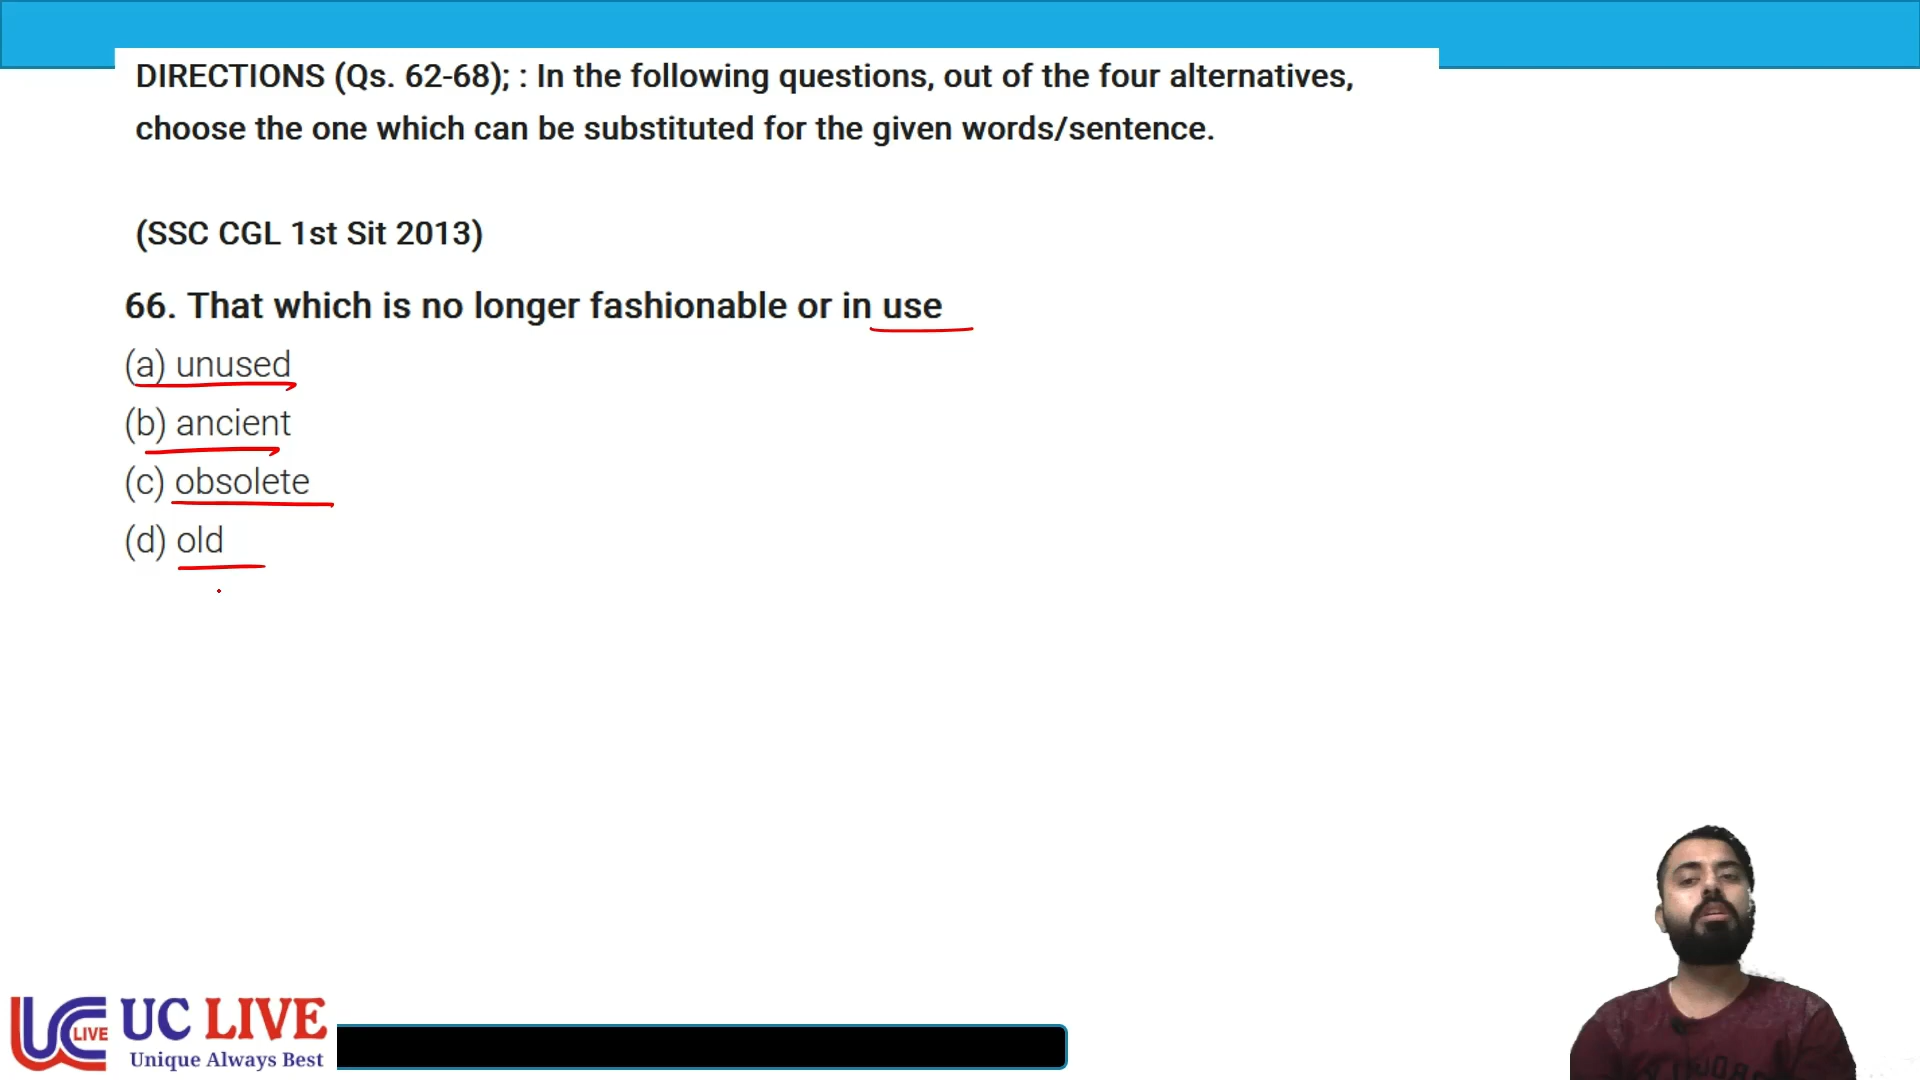 DIRECTIONS (Qs. 62-68); : In the following questions, out of the four alternatives,
choose the one which can be substituted for the given words/sentence.
(SSC CGL 1st Sit 2013)
66. That which is no longer fashionable or in use
(a) unused
(b) ancient
(c) obsolete
(d) old
UC LIVE
LIVE
Unique Always Best